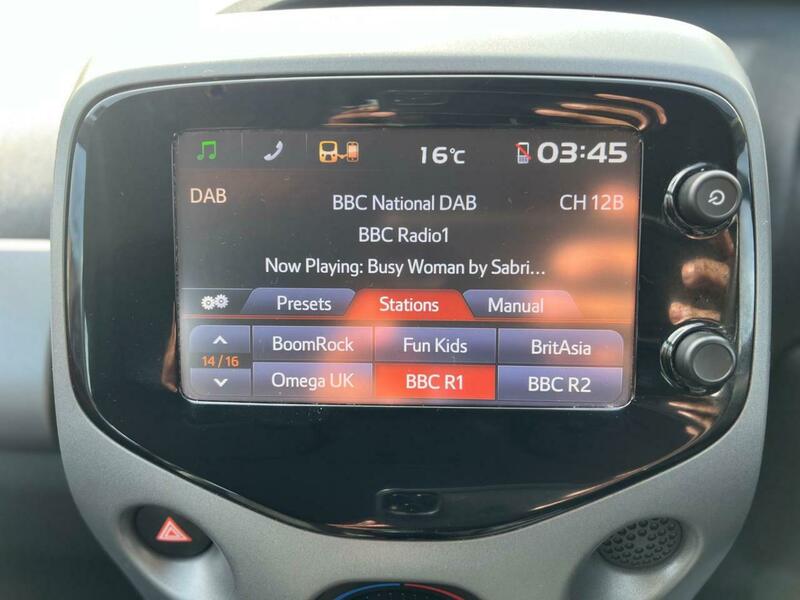 16°C 03:45
DAB BBC National DAB CH 12B
BBC Radio1
Now Playing: Busy Woman by Sabri...
Presets Stations Manual
BoomRock Fun Kids BritAsia
14/16
Omega UK BBC R1 BBC R2